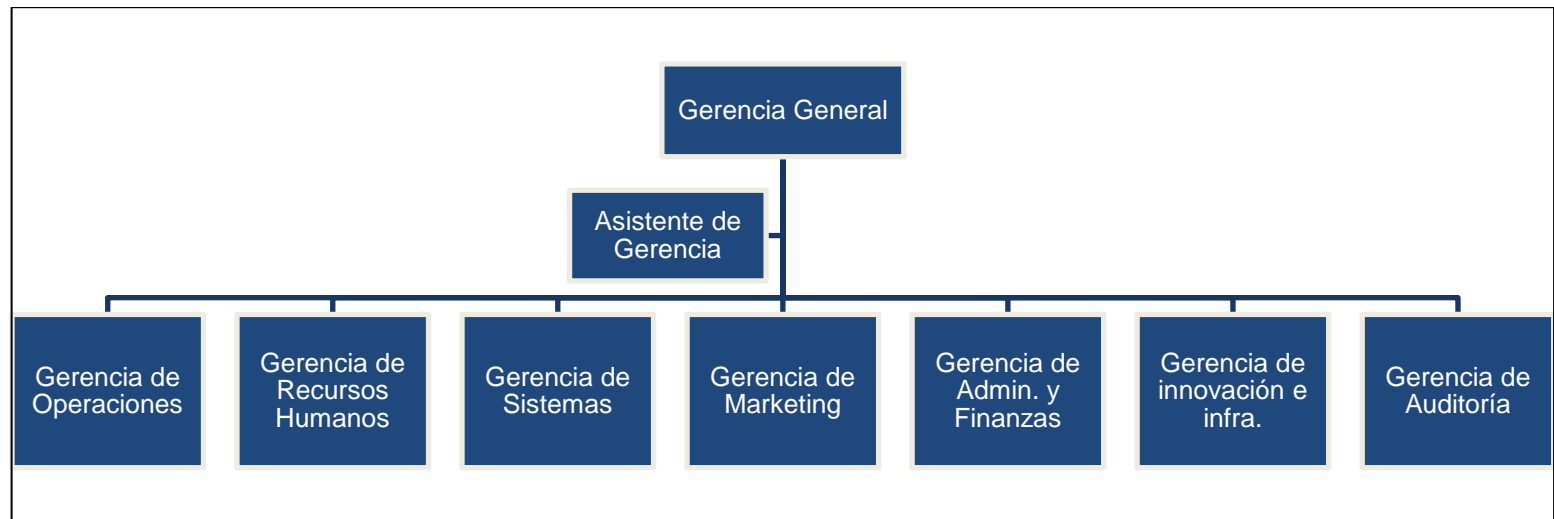 Gerencia General
Asistente de
Gerencia
Gerencia de
Operaciones
Gerencia de
Recursos
Humanos
Gerencia de
Sistemas
Gerencia de
Marketing
Gerencia de
Admin. y
Finanzas
Gerencia de
innovación e
infra.
Gerencia de
Auditoría